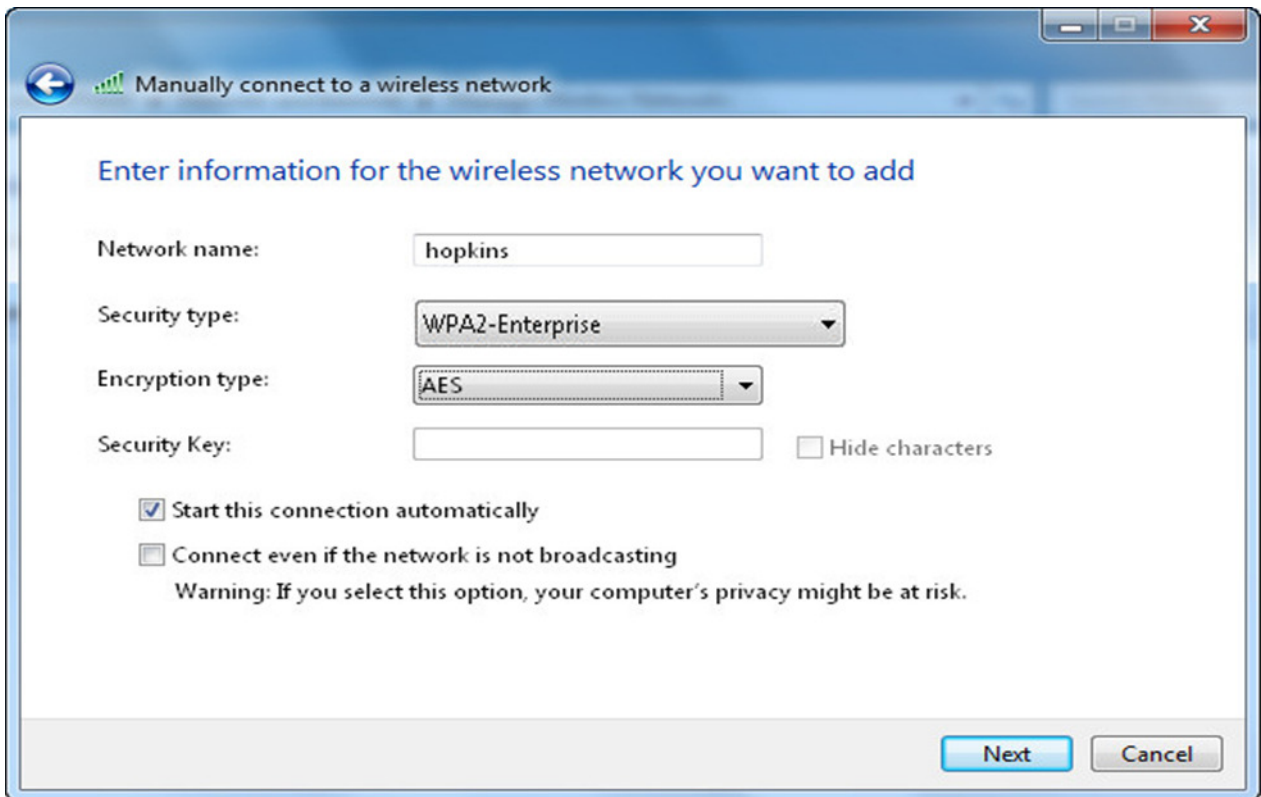 Manually connect to a wireless network
Enter information for the wireless network you want to add
Network name: hopkins
Security type: WPA2-Enterprise
Encryption type: AES
Security Key: Hide characters
Start this connection automatically
Connect even if the network is not broadcasting
Warning: If you select this option, your computer's privacy might be at risk.
Next Cancel